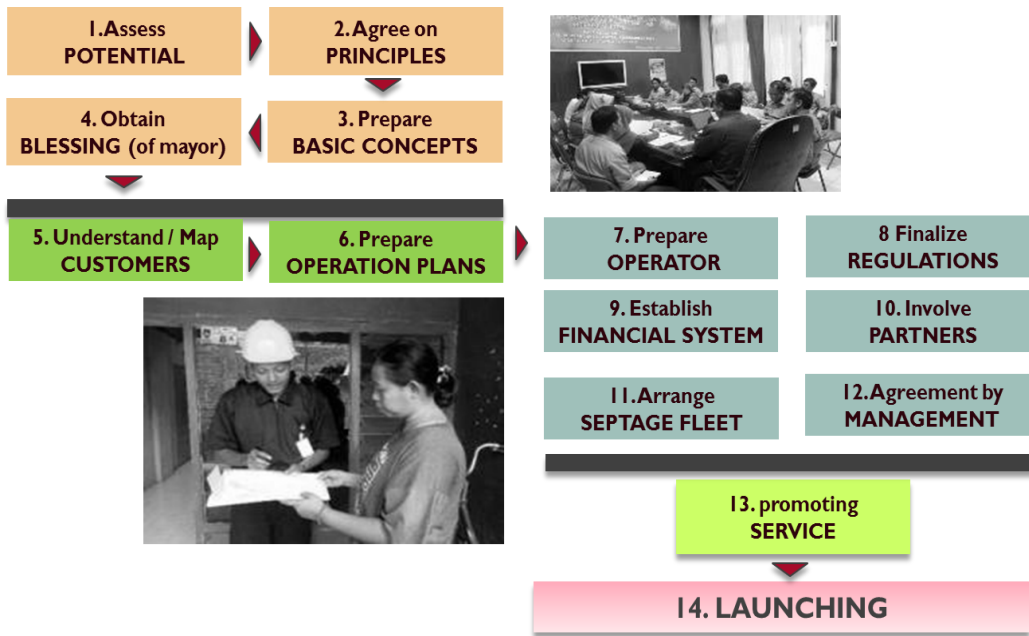 1.Assess
POTENTIAL
2. Agree on
PRINCIPLES
4. Obtain
BLESSING (of mayor)
3. Prepare
BASIC CONCEPTS
5. Understand / Map
CUSTOMERS
6. Prepare
OPERATION PLANS
7. Prepare
OPERATOR
8 Finalize
REGULATIONS
9. Establish
FINANCIAL SYSTEM
10. Involve
PARTNERS
11. Arrange
SEPTAGE FLEET
12. Agreement by
MANAGEMENT
13. promoting
SERVICE
14. LAUNCHING